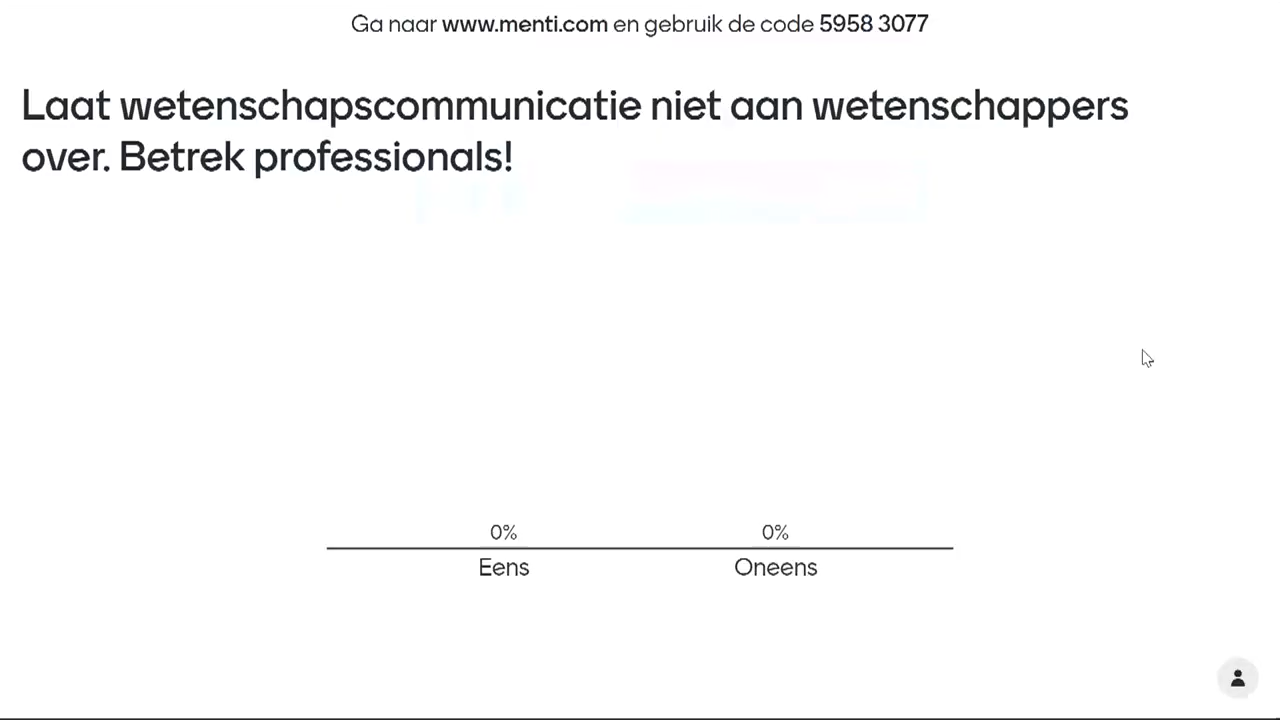 Ga naar www.menti.com en gebruik de code 5958 3077
Laat wetenschapscommunicatie niet aan wetenschappers
over. Betrek professionals!
0%
0%
Eens
Oneens